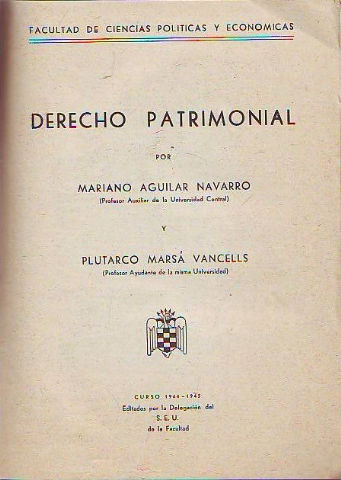 FACULTAD DE CIENCIAS POLITICAS Y ECONOMICAS
DERECHO PATRIMONIAL
POR
MARIANO AGUILAR NAVARRO
(Profesor Auxiliar de la Universidad Central)
Y
PLUTARCO MARSÁ VANCELLS
(Profesor Ayudante de la misma Universidad)
CURSO 1944-1945
Editados por la Delegación del
S.E.U.
de la Facultad